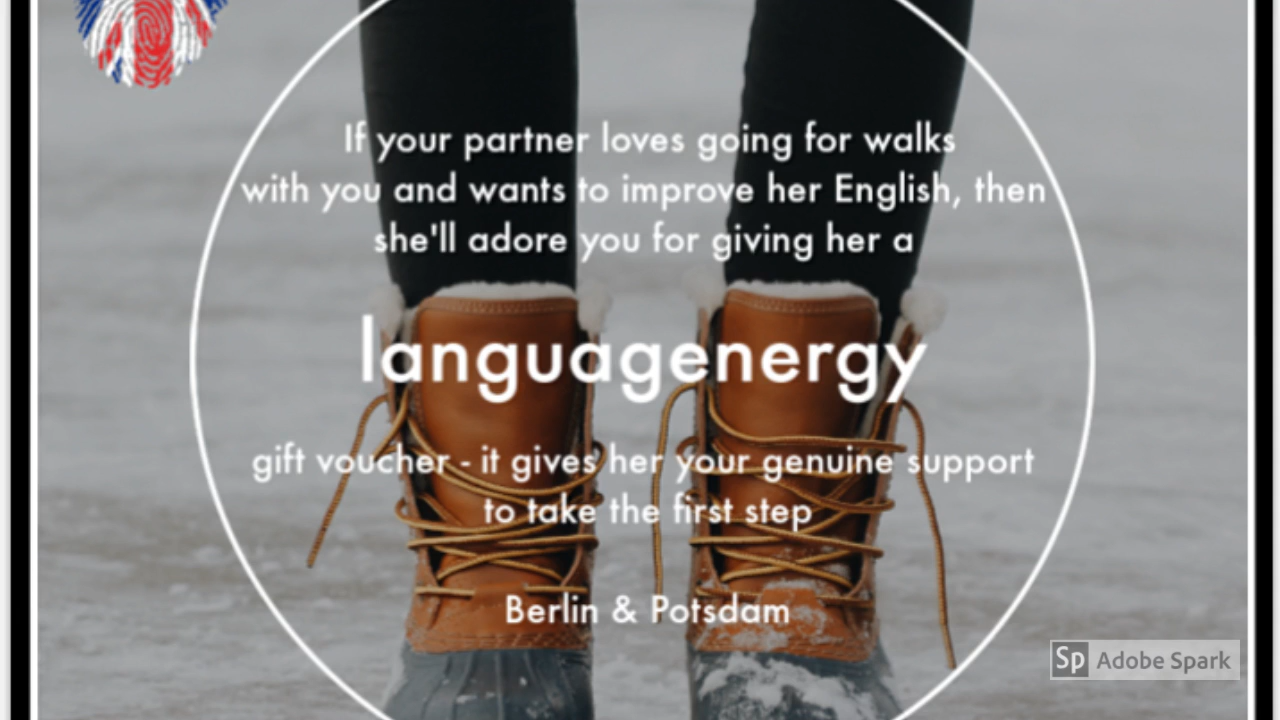 If your partner loves going for walks
with you and wants to improve her English, then
she'll adore you for giving her a
languagenergy
gift voucher - it gives her your genuine support
to take the first step
Berlin & Potsdam
Sp Adobe Spark